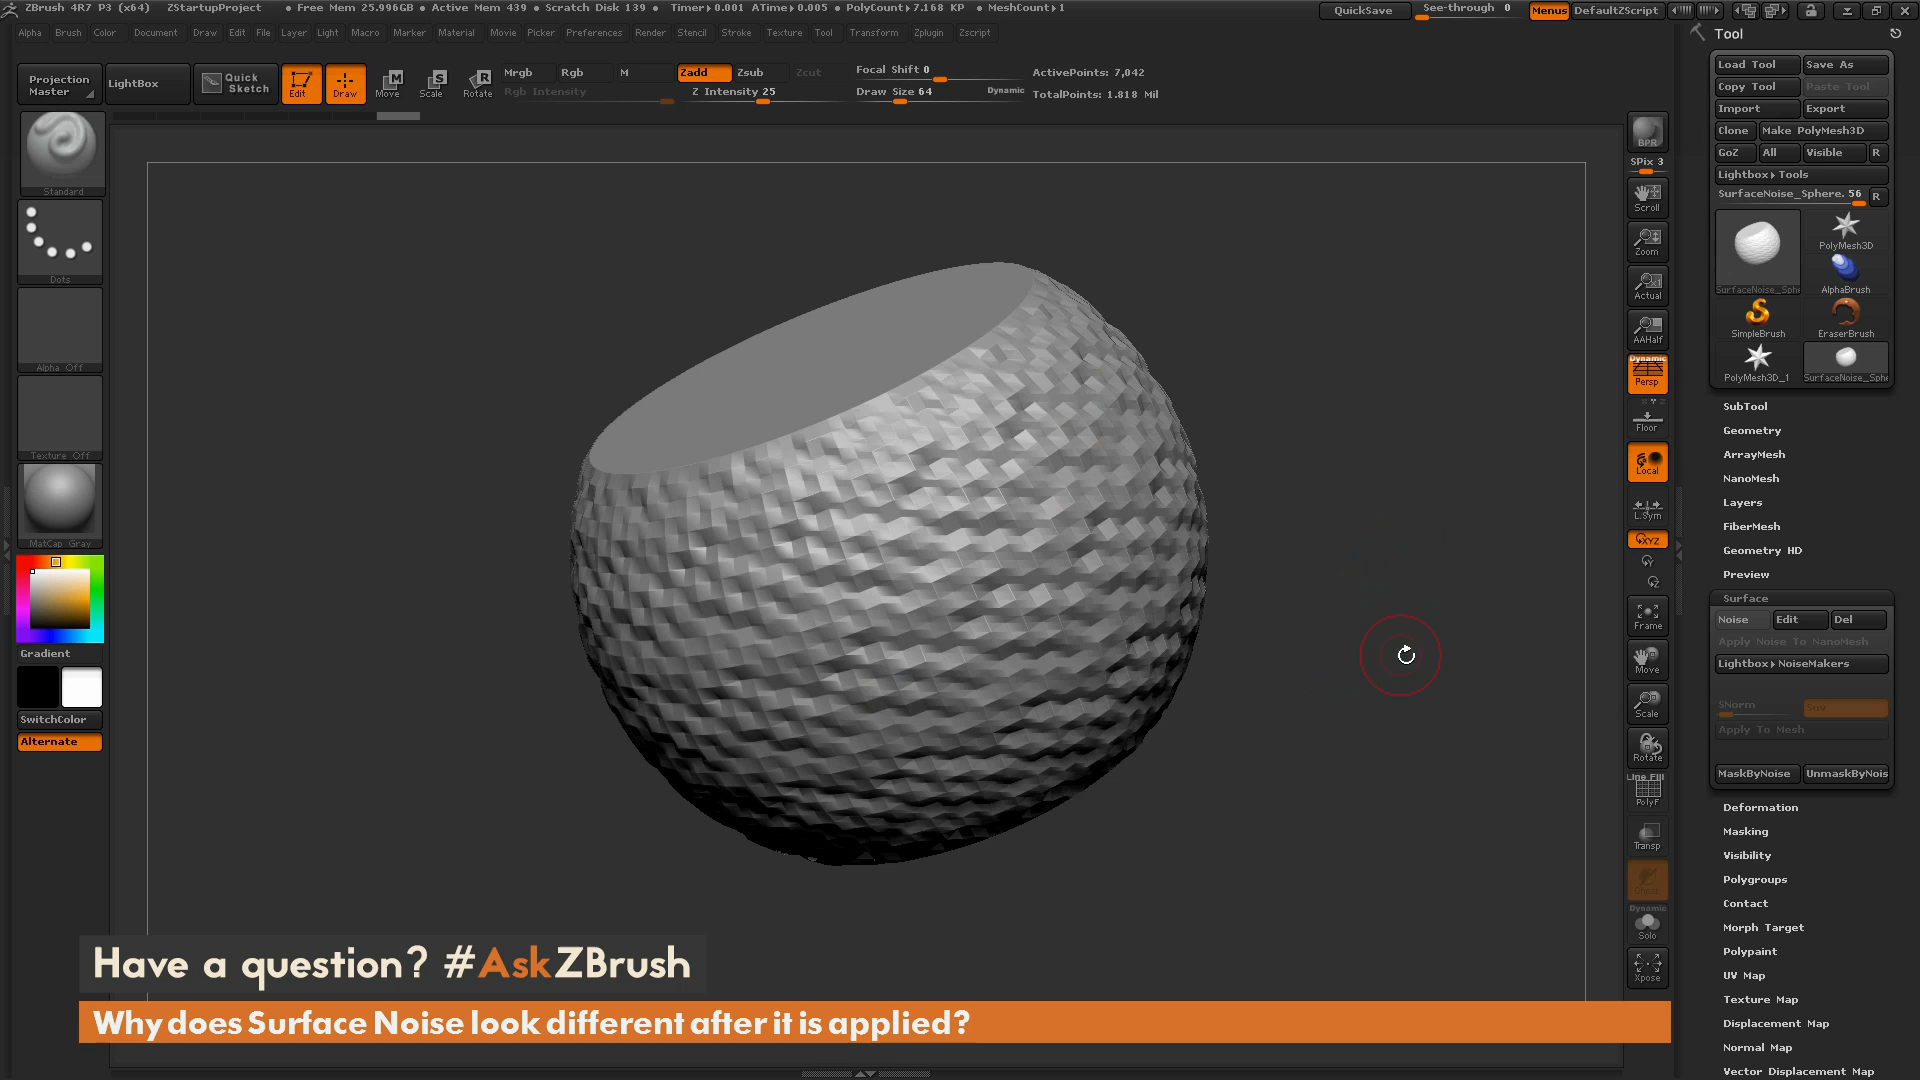 ZBrush 4R7 P3 (x64) ZStartupProject • Free Mem 25.996GB • Active Mem 439 • Scratch Disk 139 • Timer▸0.001 ATime▸0.005 • PolyCount▸7.168 KP • MeshCount▸1 QuickSave See-through 0 Menus DefaultZScript
Alpha Brush Color Document Draw Edit File Layer Light Macro Marker Material Movie Picker Preferences Render Stencil Stroke Texture Tool Transform Zplugin Zscript
Projection Master
LightBox
Quick Sketch
Edit
Draw
Move
Scale
Rotate
Mrgb Rgb M
Rgb Intensity
Zadd Zsub Zcut
Z Intensity 25
Focal Shift 0
Draw Size 64 Dynamic
ActivePoints: 7,042
TotalPoints: 1.818 Mil
Standard
Dots
Alpha Off
Texture Off
MatCap Gray
Gradient
SwitchColor
Alternate
BPR
SPix 3
Scroll
Zoom
Actual
AAHalf
Dynamic
Persp
Floor
Local
L.Sym
XYZ
Y
Z
Frame
Move
Scale
Rotate
Line Fill
PolyF
Transp
Ghost
Dynamic
Solo
Xpose
Tool
Load Tool Save As
Copy Tool Paste Tool
Import Export
Clone Make PolyMesh3D
GoZ All Visible R
Lightbox▸Tools
SurfaceNoise_Sphere. 56 R
SurfaceNoise_Sphe
PolyMesh3D
AlphaBrush
SimpleBrush
EraserBrush
PolyMesh3D_1
SurfaceNoise_Sphe
SubTool
Geometry
ArrayMesh
NanoMesh
Layers
FiberMesh
Geometry HD
Preview
Surface
Noise Edit Del
Apply Noise To NanoMesh
Lightbox▸NoiseMakers
SNorm Suv
Apply To Mesh
MaskByNoise UnmaskByNois
Deformation
Masking
Visibility
Polygroups
Contact
Morph Target
Polypaint
UV Map
Texture Map
Displacement Map
Normal Map
Vector Displacement Map
Have a question? #AskZBrush
Why does Surface Noise look different after it is applied?